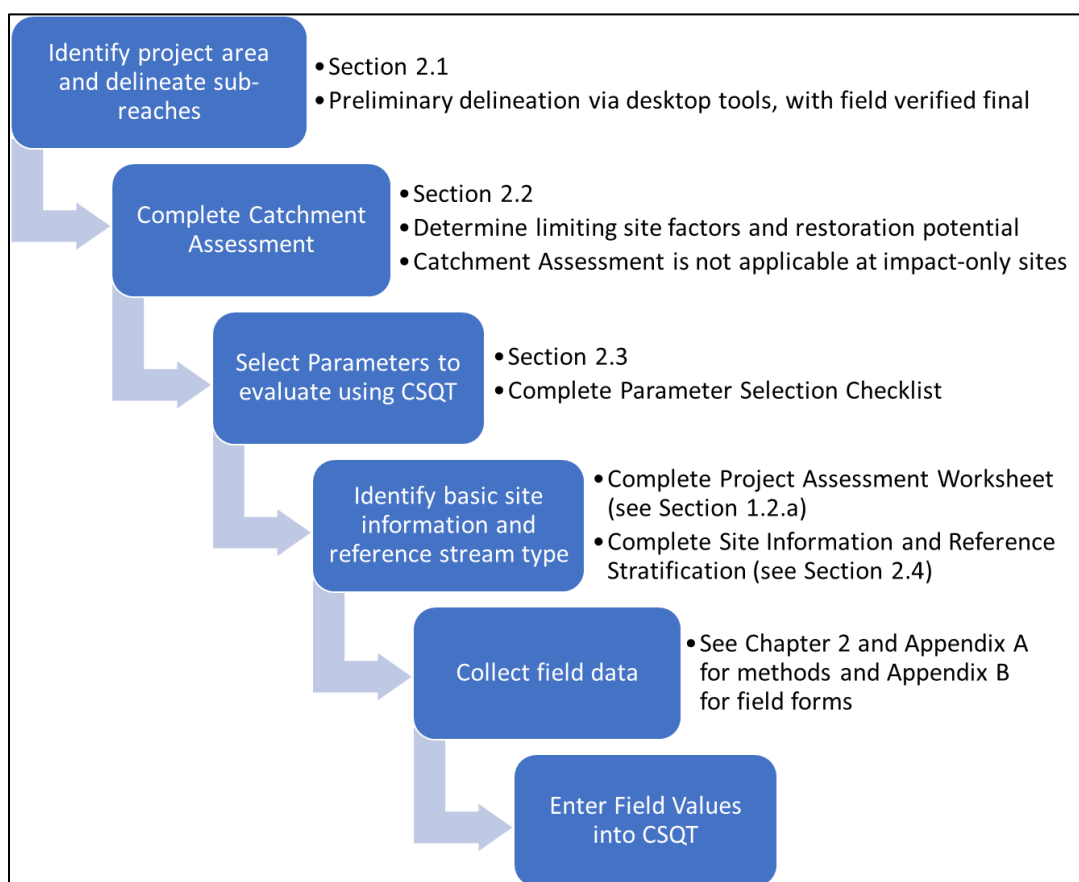 Identify project area
and delineate sub-
reaches
•Section 2.1
•Preliminary delineation via desktop tools, with field verified final
Complete Catchment
Assessment
•Section 2.2
•Determine limiting site factors and restoration potential
•Catchment Assessment is not applicable at impact-only sites
Select Parameters to
evaluate using CSQT
•Section 2.3
•Complete Parameter Selection Checklist
Identify basic site
information and
reference stream type
•Complete Project Assessment Worksheet
(see Section 1.2.a)
•Complete Site Information and Reference
Stratification (see Section 2.4)
Collect field data
•See Chapter 2 and Appendix A
for methods and Appendix B
for field forms
Enter Field Values
into CSQT